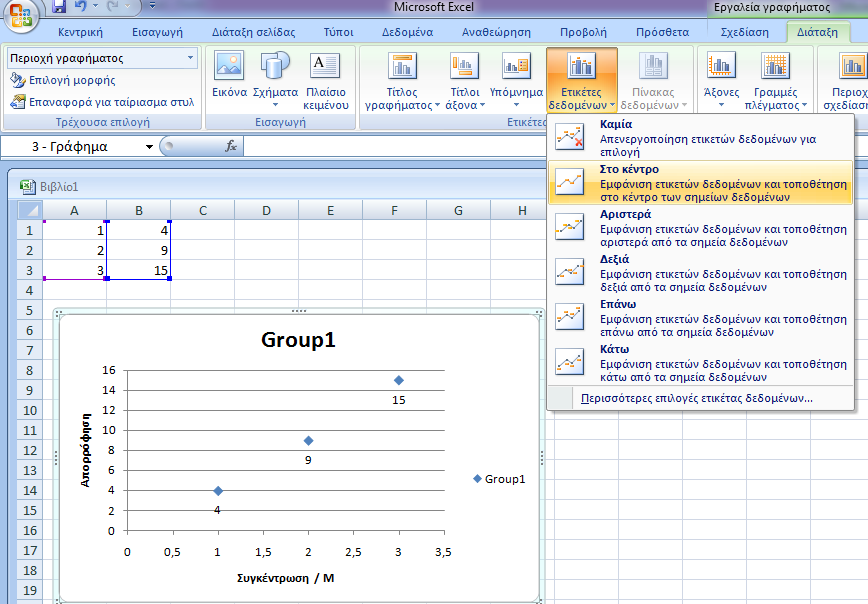 Microsoft Excel
Εργαλεία γραφήματος
Κεντρική Εισαγωγή Διάταξη σελίδας Τύποι Δεδομένα Αναθεώρηση Προβολή Πρόσθετα Σχεδίαση Διάταξη
Περιοχή γραφήματος
Επιλογή μορφής
Επαναφορά για ταίριασμα στυλ
Τρέχουσα επιλογή
Εικόνα Σχήματα Πλαίσιο
κειμένου
Εισαγωγή
Τίτλος
γραφήματος
Τίτλοι
άξονα
Υπόμνημα
Ετικέτες
δεδομένων
Πίνακας
δεδομένων
Ετικέτες
Άξονες
Γραμμές
πλέγματος
Περιοχ
σχεδίασ
3 - Γράφημα
fx
Καμία
Απενεργοποίηση ετικετών δεδομένων για
επιλογή
Στο κέντρο
Εμφάνιση ετικετών δεδομένων και τοποθέτηση
στο κέντρο των σημείων δεδομένων
Αριστερά
Εμφάνιση ετικετών δεδομένων και τοποθέτηση
αριστερά από τα σημεία δεδομένων
Δεξιά
Εμφάνιση ετικετών δεδομένων και τοποθέτηση
δεξιά από τα σημεία δεδομένων
Επάνω
Εμφάνιση ετικετών δεδομένων και τοποθέτηση
επάνω από τα σημεία δεδομένων
Κάτω
Εμφάνιση ετικετών δεδομένων και τοποθέτηση
κάτω από τα σημεία δεδομένων
Περισσότερες επιλογές ετικέτας δεδομένων...
Βιβλίο1
A B C D E F G H
1 1 4
2 2 9
3 3 15
4
5
6
7
8
9
10
11
12
13
14
15
16
17
18
19
Group1
Απορρόφηση
16
14
12
10
8
6
4
2
0
15
9
4
0 0,5 1 1,5 2 2,5 3 3,5
Συγκέντρωση / M
Group1